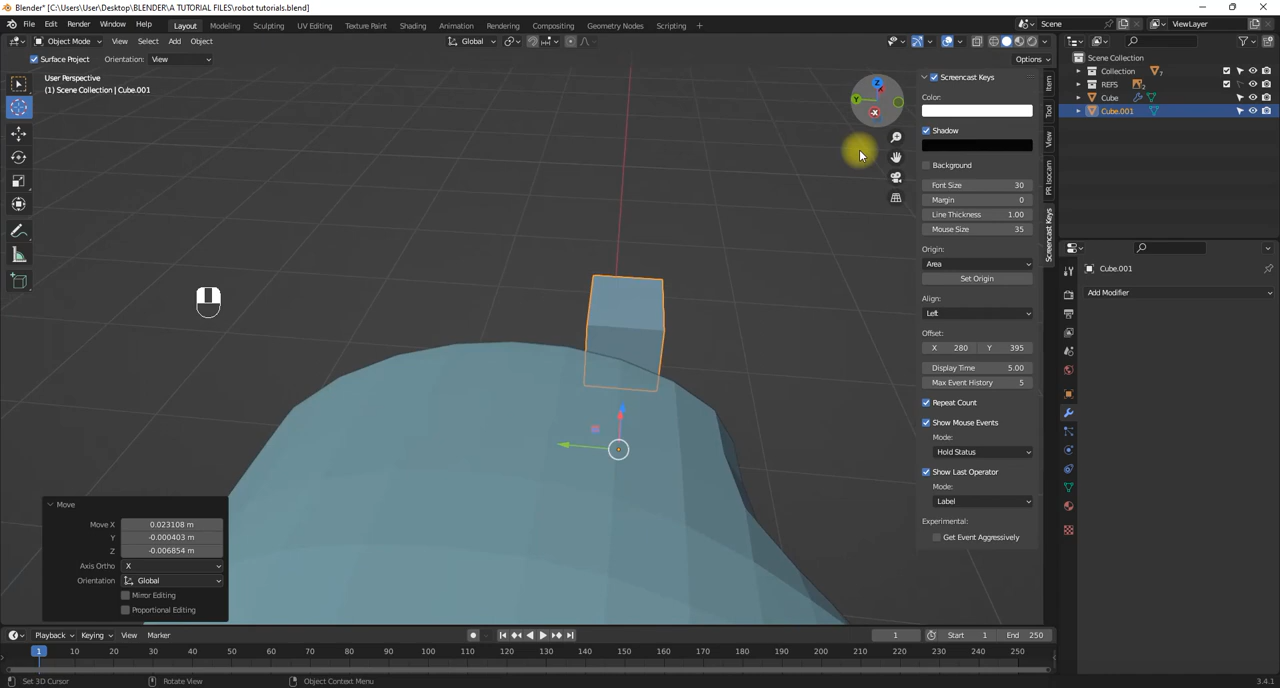 Blender* [C:\Users\User\Desktop\BLENDER\A TUTORIAL FILES\robot tutorials.blend]
File Edit Render Window Help Layout Modeling Sculpting UV Editing Texture Paint Shading Animation Rendering Compositing Geometry Nodes Scripting + Scene ViewLayer
Object Mode View Select Add Object Global
Surface Project Orientation: View Options
User Perspective
(1) Scene Collection | Cube.001
Scene Collection
Collection 7
REFS 2
Cube
Cube.001
Z
Y
X
Item
Tool
View
PR Isocam
Screencast Keys
Screencast Keys
Color:
Shadow
Background
Font Size 30
Margin 0
Line Thickness 1.00
Mouse Size 35
Origin:
Area
Set Origin
Align:
Left
Offset:
X 280 Y 395
Display Time 5.00
Max Event History 5
Repeat Count
Show Mouse Events
Mode:
Hold Status
Show Last Operator
Mode:
Label
Experimental:
Get Event Aggressively
Cube.001
Add Modifier
Move
Move X 0.023108 m
Y -0.000403 m
Z -0.006854 m
Axis Ortho X
Orientation Global
Mirror Editing
Proportional Editing
Playback Keying View Marker 1 Start 1 End 250
1 10 20 30 40 50 60 70 80 90 100 110 120 130 140 150 160 170 180 190 200 210 220 230 240 250
Set 3D Cursor Rotate View Object Context Menu 3.4.1